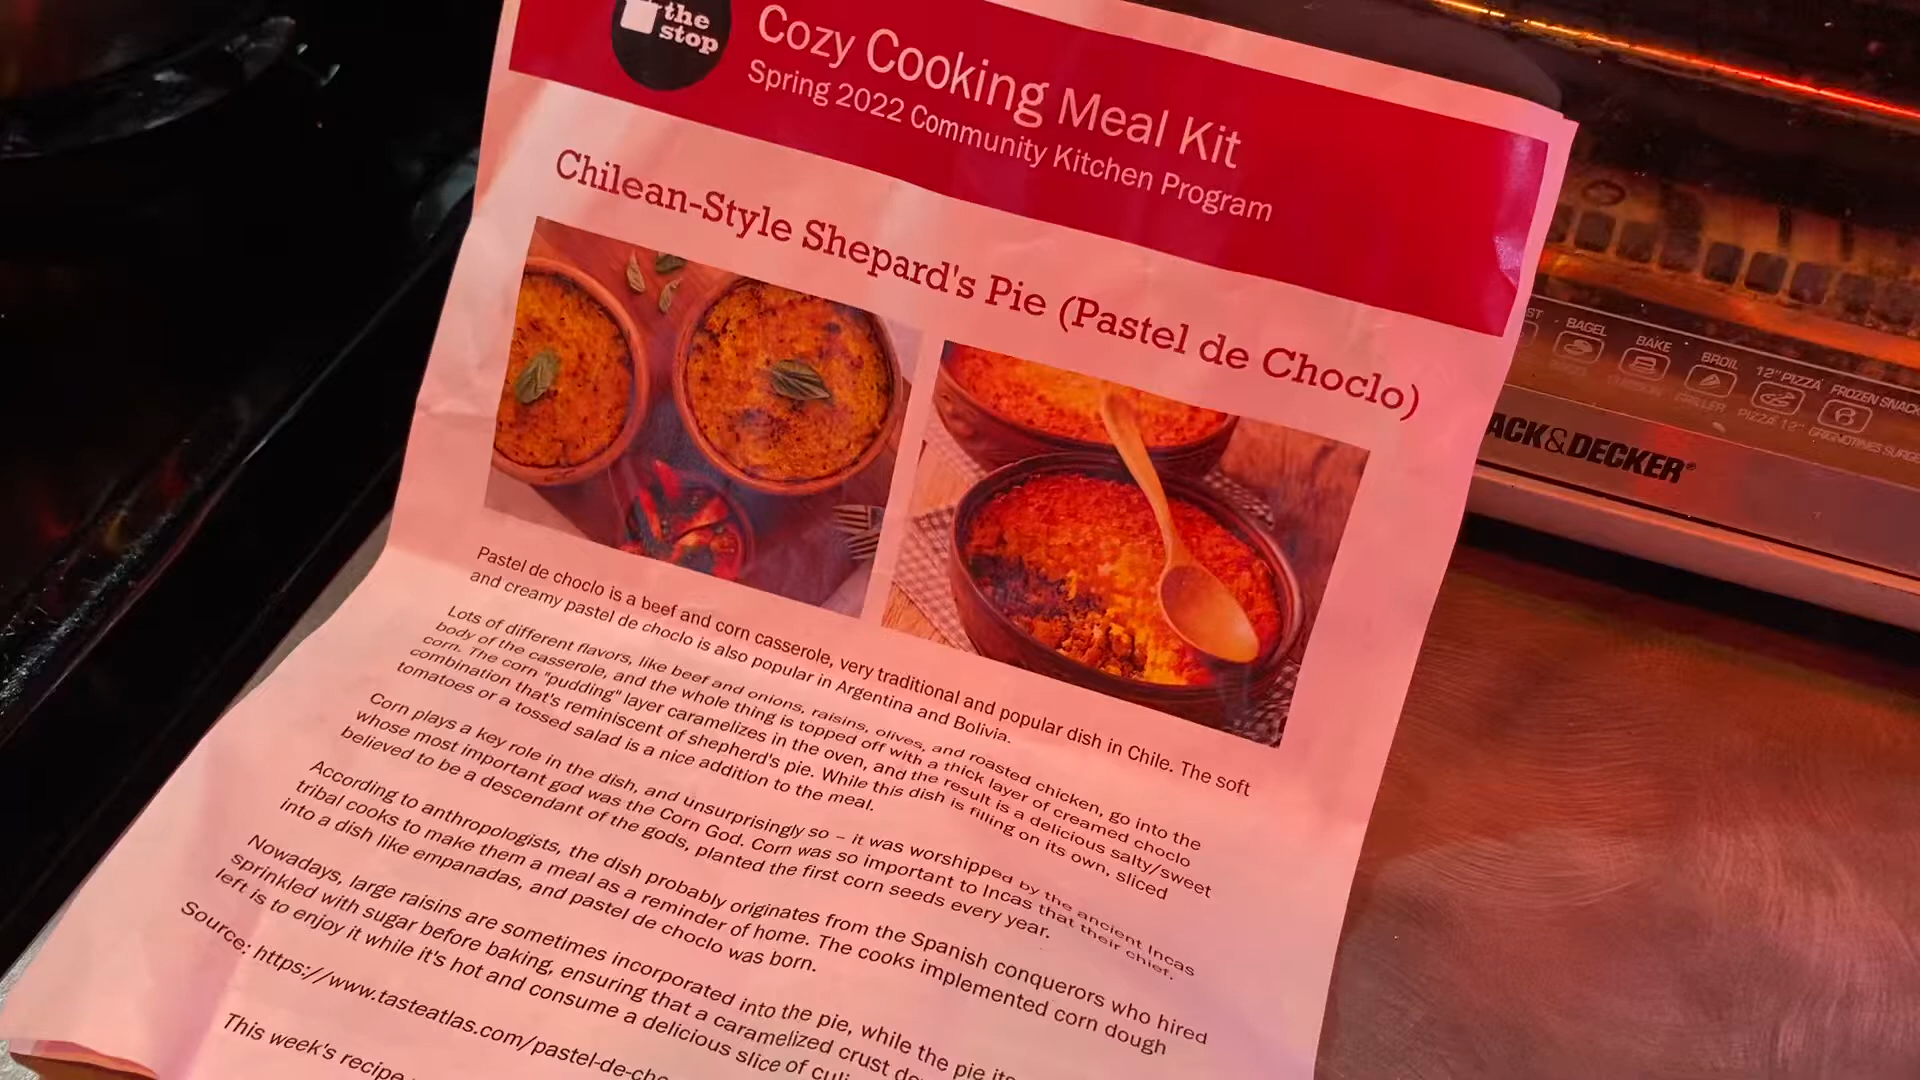 the
stop
Cozy Cooking Meal Kit
Spring 2022 Community Kitchen Program
Chilean-Style Shepard's Pie (Pastel de Choclo)
Pastel de choclo is a beef and corn casserole, very traditional and popular dish in Chile. The soft
and creamy pastel de choclo is also popular in Argentina and Bolivia.
Lots of different flavors, like beef and onions, raisins, olives, and roasted chicken, go into the
body of the casserole, and the whole thing is topped off with a thick layer of creamed choclo
corn. The corn "pudding" layer caramelizes in the oven, and the result is a delicious salty/sweet
combination that's reminiscent of shepherd's pie. While this dish is filling on its own, sliced
tomatoes or a tossed salad is a nice addition to the meal.
Corn plays a key role in the dish, and unsurprisingly so – it was worshipped by the ancient Incas
whose most important god was the Corn God. Corn was so important to Incas that their chief,
believed to be a descendant of the gods, planted the first corn seeds every year.
According to anthropologists, the dish probably originates from the Spanish conquerors who hired
tribal cooks to make them a meal as a reminder of home. The cooks implemented corn dough
into a dish like empanadas, and pastel de choclo was born.
Nowadays, large raisins are sometimes incorporated into the pie, while the pie its
sprinkled with sugar before baking, ensuring that a caramelized crust de
left is to enjoy it while it's hot and consume a delicious slice of culi
Source: https://www.tasteatlas.com/pastel-de-cho
This week's recipe
ST BAGEL BAKE BROIL 12" PIZZA FROZEN SNACK
GRILLER PIZZA 12" GRIGNOTINES SURGE
ACK&DECKER®